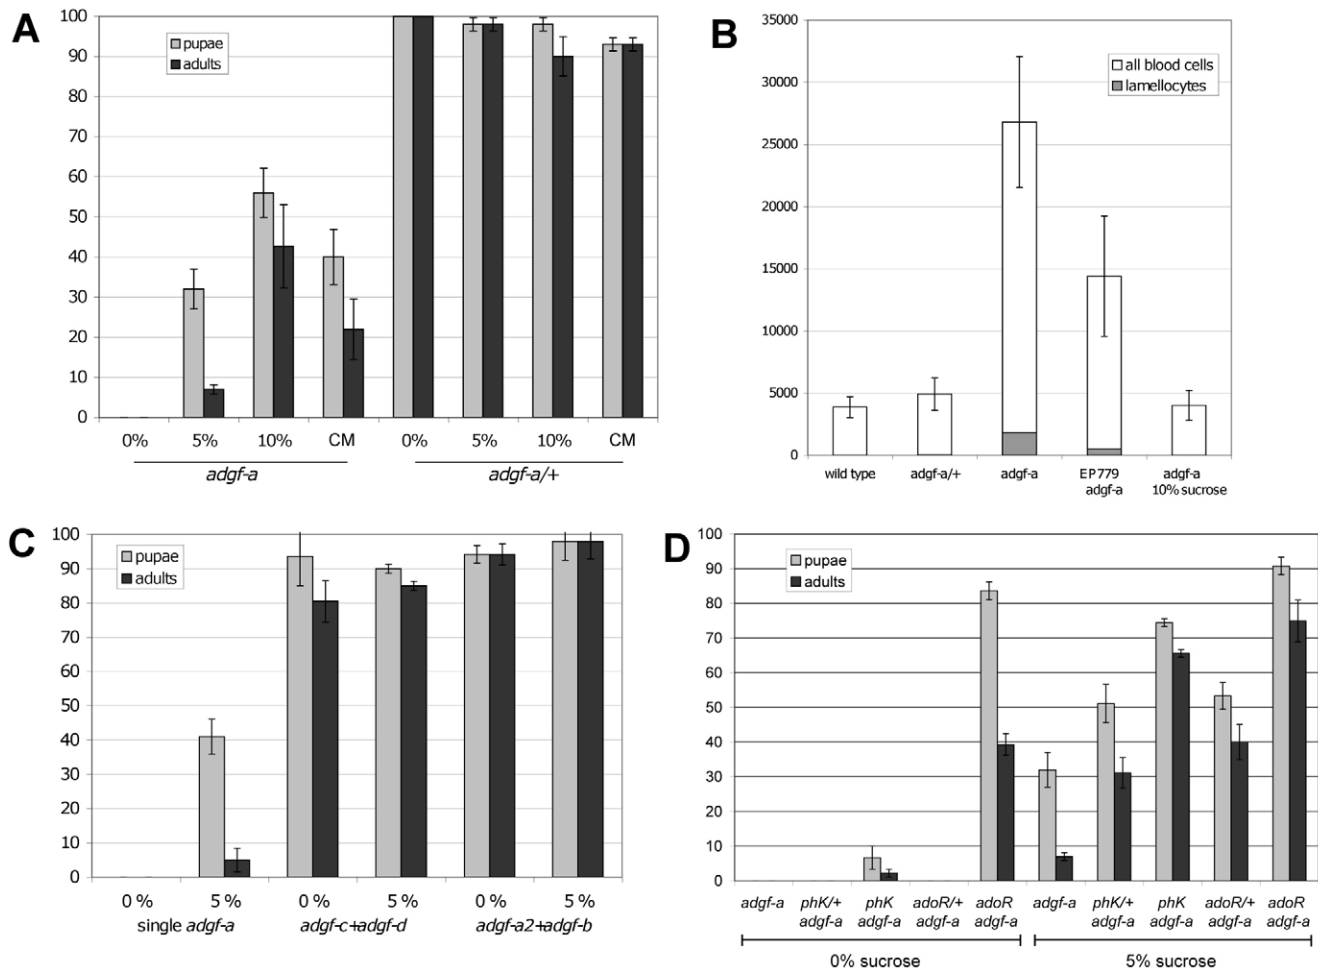 A
100
90
80
70
60
50
40
30
20
10
0
pupae
adults
0% 5% 10% CM 0% 5% 10% CM
adgf-a adgf-a/+
B
35000
30000
25000
20000
15000
10000
5000
0
all blood cells
lamellocytes
wild type adgf-a/+ adgf-a EP779 adgf-a
adgf-a 10% sucrose
C
100
90
80
70
60
50
40
30
20
10
0
pupae
adults
0 % 5 % 0 % 5 % 0 % 5 %
single adgf-a adgf-c+adgf-d adgf-a2+adgf-b
D
100
90
80
70
60
50
40
30
20
10
0
pupae
adults
adgf-a phK/+ phK adoR/+ adoR adgf-a phK/+ phK adoR/+ adoR
adgf-a adgf-a adgf-a adgf-a adgf-a adgf-a adgf-a adgf-a
0% sucrose 5% sucrose